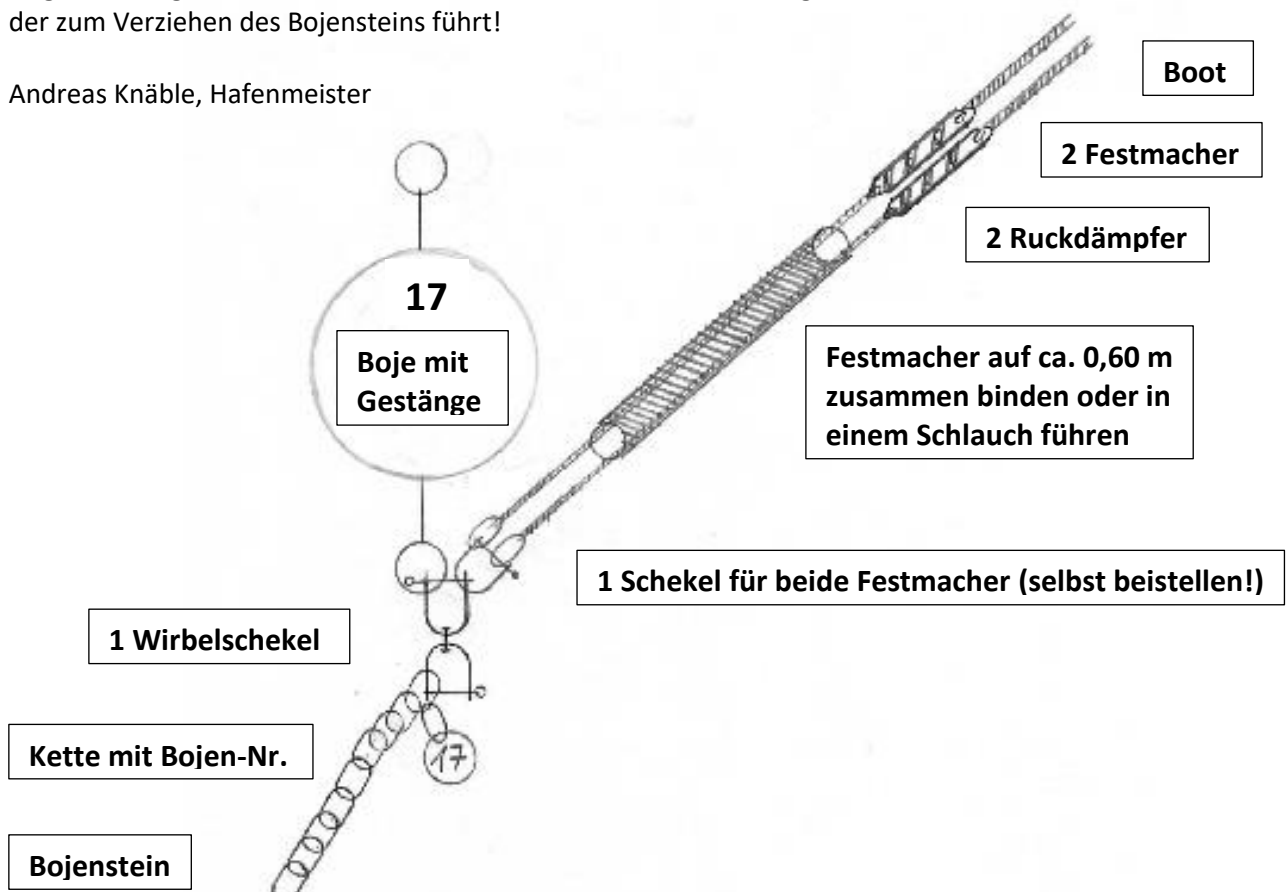 der zum Verziehen des Bojensteins führt!
Andreas Knäble, Hafenmeister
Boot
2 Festmacher
2 Ruckdämpfer
17
Boje mit
Gestänge
Festmacher auf ca. 0,60 m
zusammen binden oder in
einem Schlauch führen
1 Schekel für beide Festmacher (selbst beistellen!)
1 Wirbelschekel
17
Kette mit Bojen-Nr.
Bojenstein